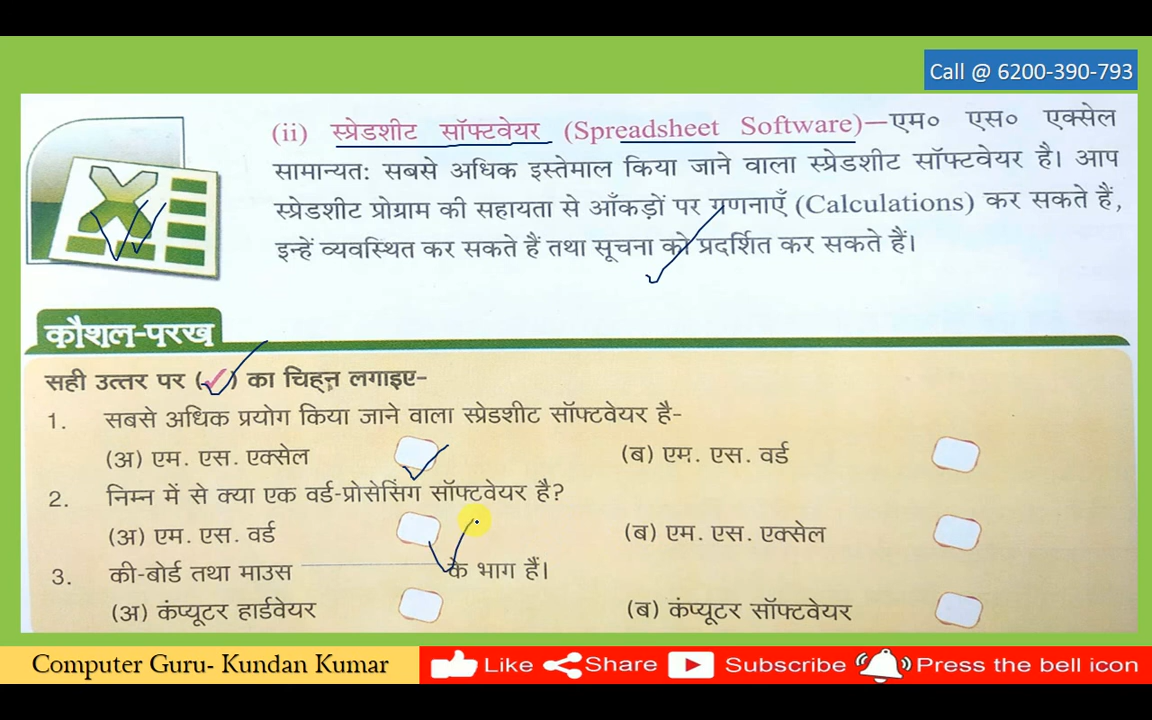 Call @ 6200-390-793
(ii) स्प्रेडशीट सॉफ्टवेयर (Spreadsheet Software)—एम० एस० एक्सेल
सामान्यत: सबसे अधिक इस्तेमाल किया जाने वाला स्प्रेडशीट सॉफ्टवेयर है। आप
स्प्रेडशीट प्रोग्राम की सहायता से आँकड़ों पर गणनाएँ (Calculations) कर सकते हैं,
इन्हें व्यवस्थित कर सकते हैं तथा सूचना को प्रदर्शित कर सकते हैं।
कौशल-परख
सही उत्तर पर (✓) का चिह्न लगाइए-
1. सबसे अधिक प्रयोग किया जाने वाला स्प्रेडशीट सॉफ्टवेयर है-
(अ) एम. एस. एक्सेल (ब) एम. एस. वर्ड
2. निम्न में से क्या एक वर्ड-प्रोसेसिंग सॉफ्टवेयर है?
(अ) एम. एस. वर्ड (ब) एम. एस. एक्सेल
3. की-बोर्ड तथा माउस __________ के भाग हैं।
(अ) कंप्यूटर हार्डवेयर (ब) कंप्यूटर सॉफ्टवेयर
Computer Guru- Kundan Kumar Like Share Subscribe Press the bell icon